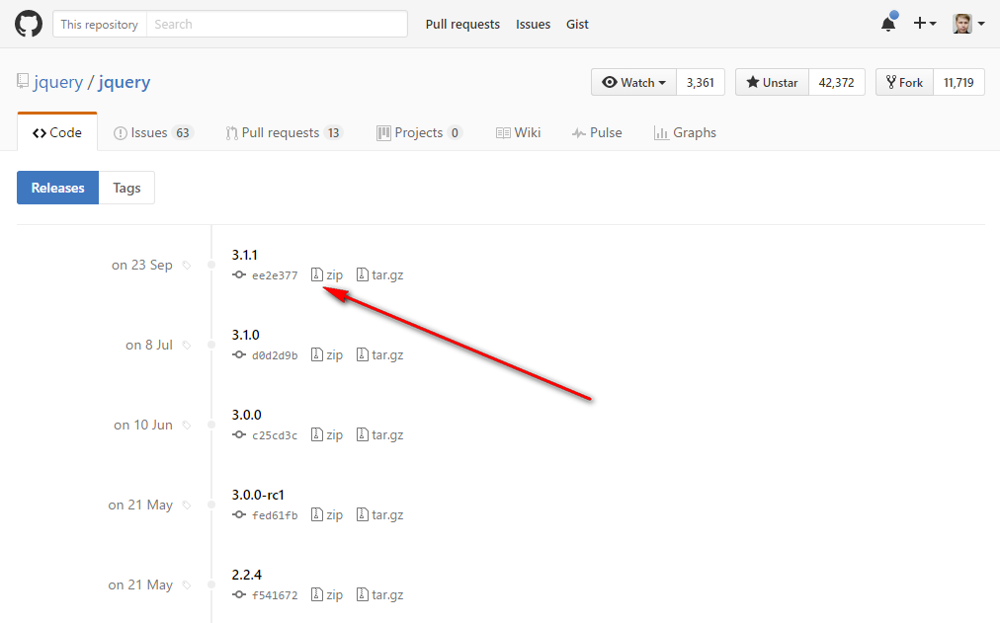 This repository Search Pull requests Issues Gist
jquery / jquery Watch 3,361 Unstar 42,372 Fork 11,719
Code Issues 63 Pull requests 13 Projects 0 Wiki Pulse Graphs
Releases Tags
3.1.1
on 23 Sep ee2e377 zip tar.gz
3.1.0
on 8 Jul d0d2d9b zip tar.gz
3.0.0
on 10 Jun c25cd3c zip tar.gz
3.0.0-rc1
on 21 May fed61fb zip tar.gz
2.2.4
on 21 May f541672 zip tar.gz